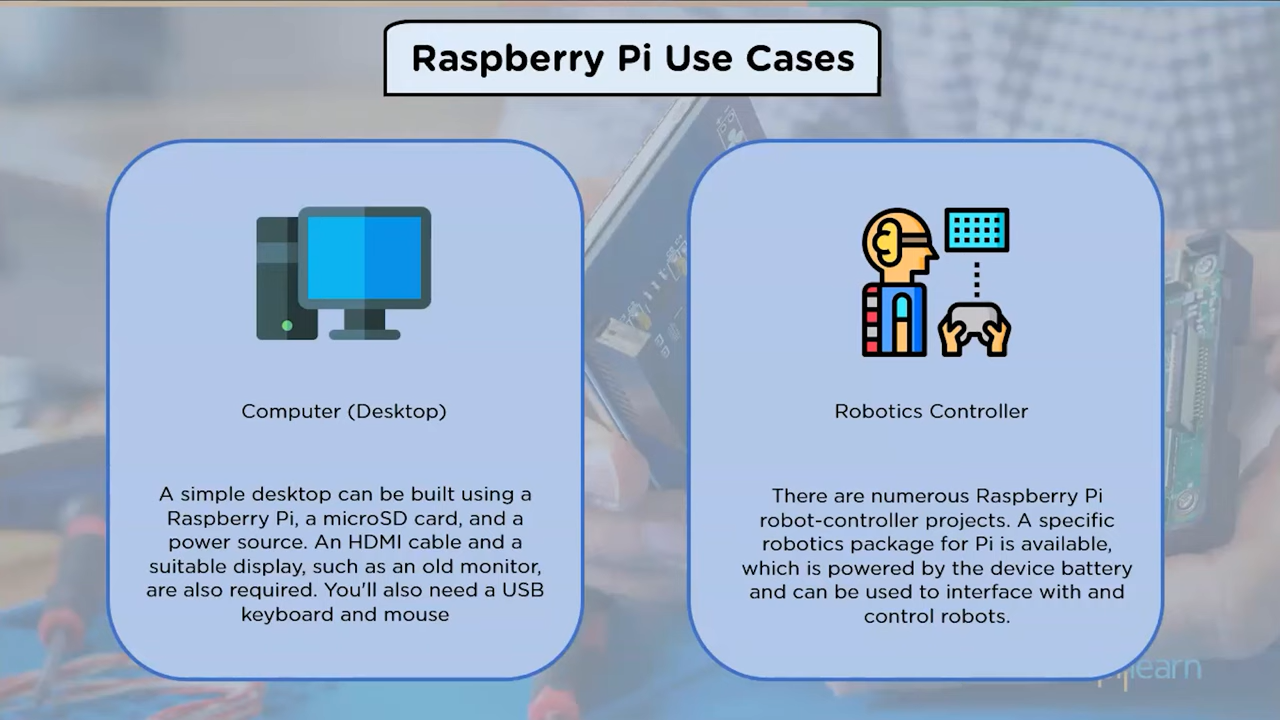 Raspberry Pi Use Cases
Computer (Desktop)
A simple desktop can be built using a
Raspberry Pi, a microSD card, and a
power source. An HDMI cable and a
suitable display, such as an old monitor,
are also required. You'll also need a USB
keyboard and mouse
Robotics Controller
There are numerous Raspberry Pi
robot-controller projects. A specific
robotics package for Pi is available,
which is powered by the device battery
and can be used to interface with and
control robots.